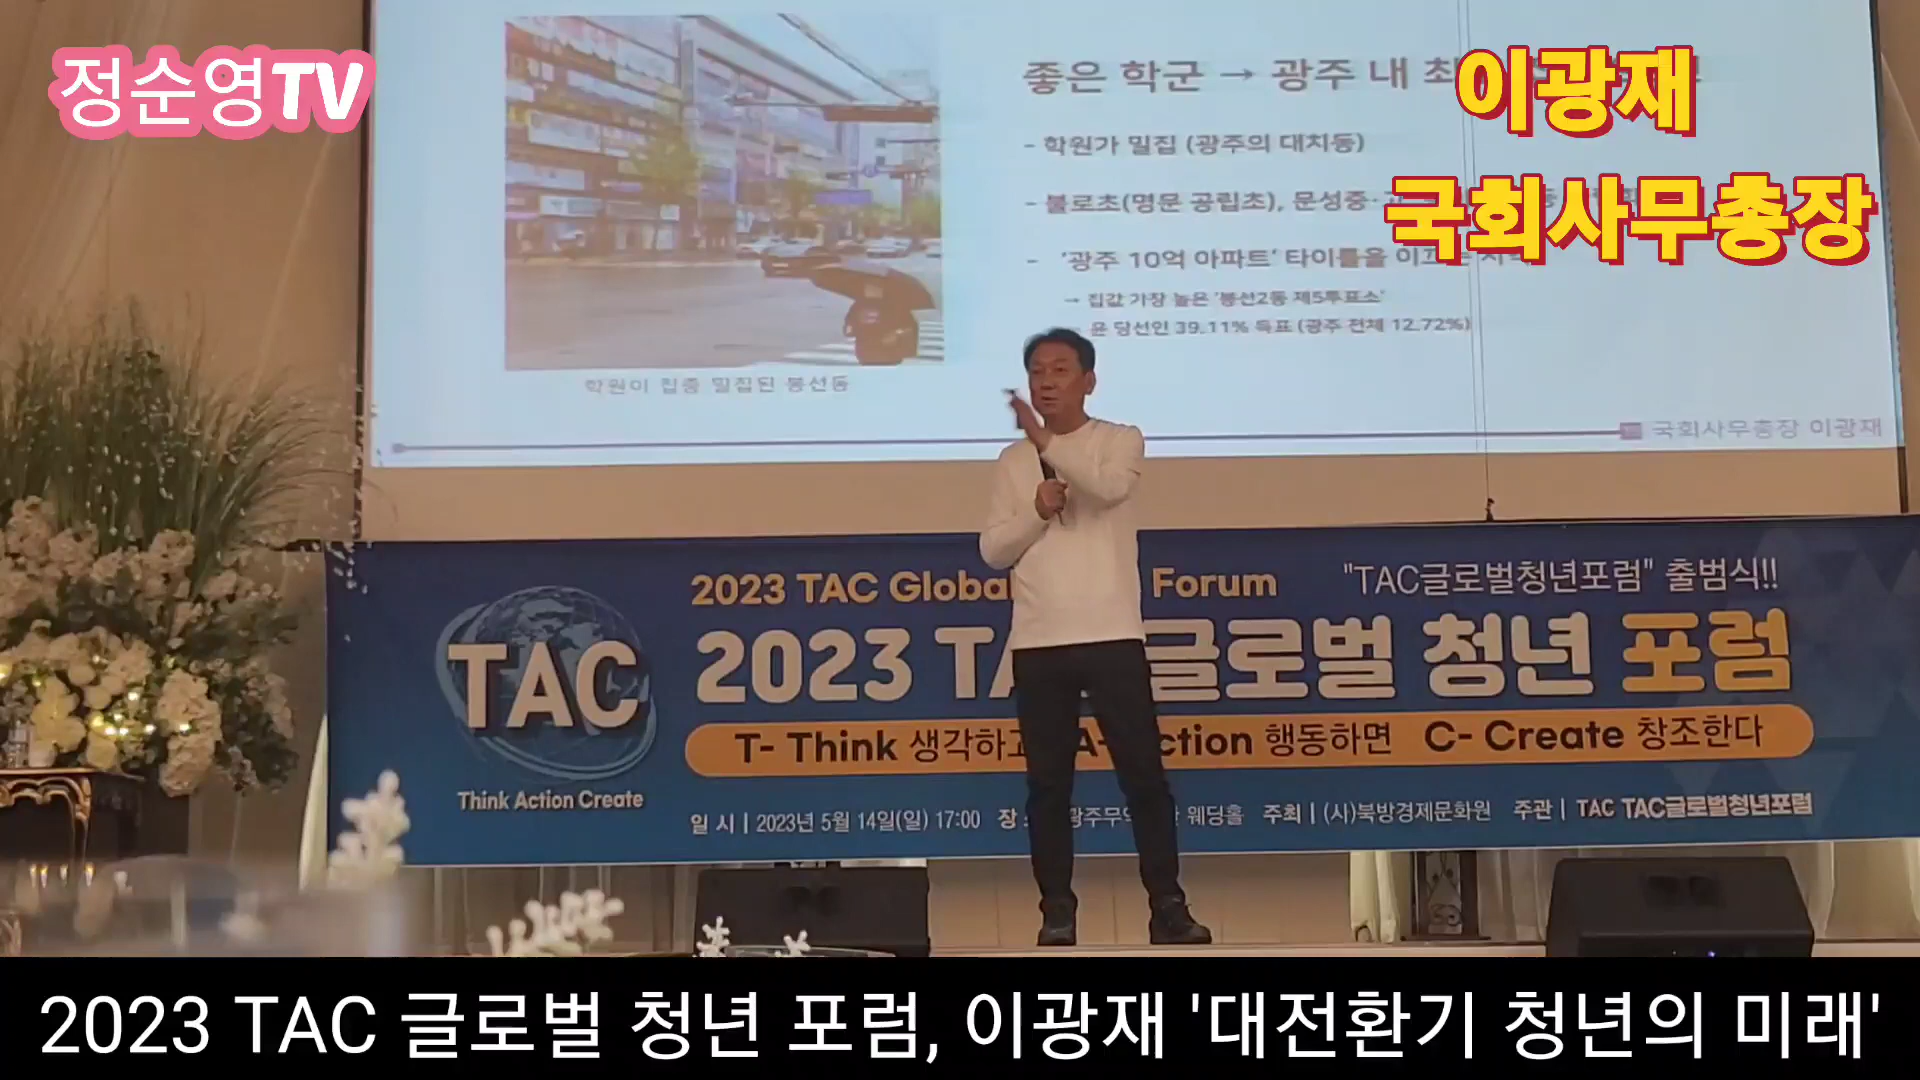 정순영TV
이광재
국회사무총장
좋은 학군 → 광주 내 최
- 학원가 밀집 (광주의 대치동)
- 불로초(명문 공립초), 문성중·
- '광주 10억 아파트' 타이틀을
→ 집값 가장 높은 '봉선2동 제5투표소'
윤 당선인 39.11% 득표 (광주 전체 12.72%)
학원이 집중 밀집된 봉선동
국회사무총장 이광재
2023 TAC Global Forum
"TAC글로벌청년포럼" 출범식!!
TAC
2023 TA 글로벌 청년 포럼
T- Think 생각하고 A- ction 행동하면 C- Create 창조한다
Think Action Create
일 시 | 2023년 5월 14일(일) 17:00 장 광주무역 웨딩홀 주최 | (사)북방경제문화원 주관 | TAC TAC글로벌청년포럼
2023 TAC 글로벌 청년 포럼, 이광재 '대전환기 청년의 미래'